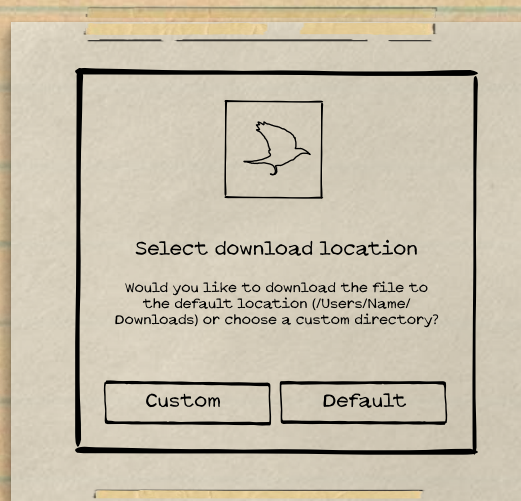 Select download location
Would you like to download the file to
the default location (/Users/Name/
Downloads) or choose a custom directory?
Custom
Default